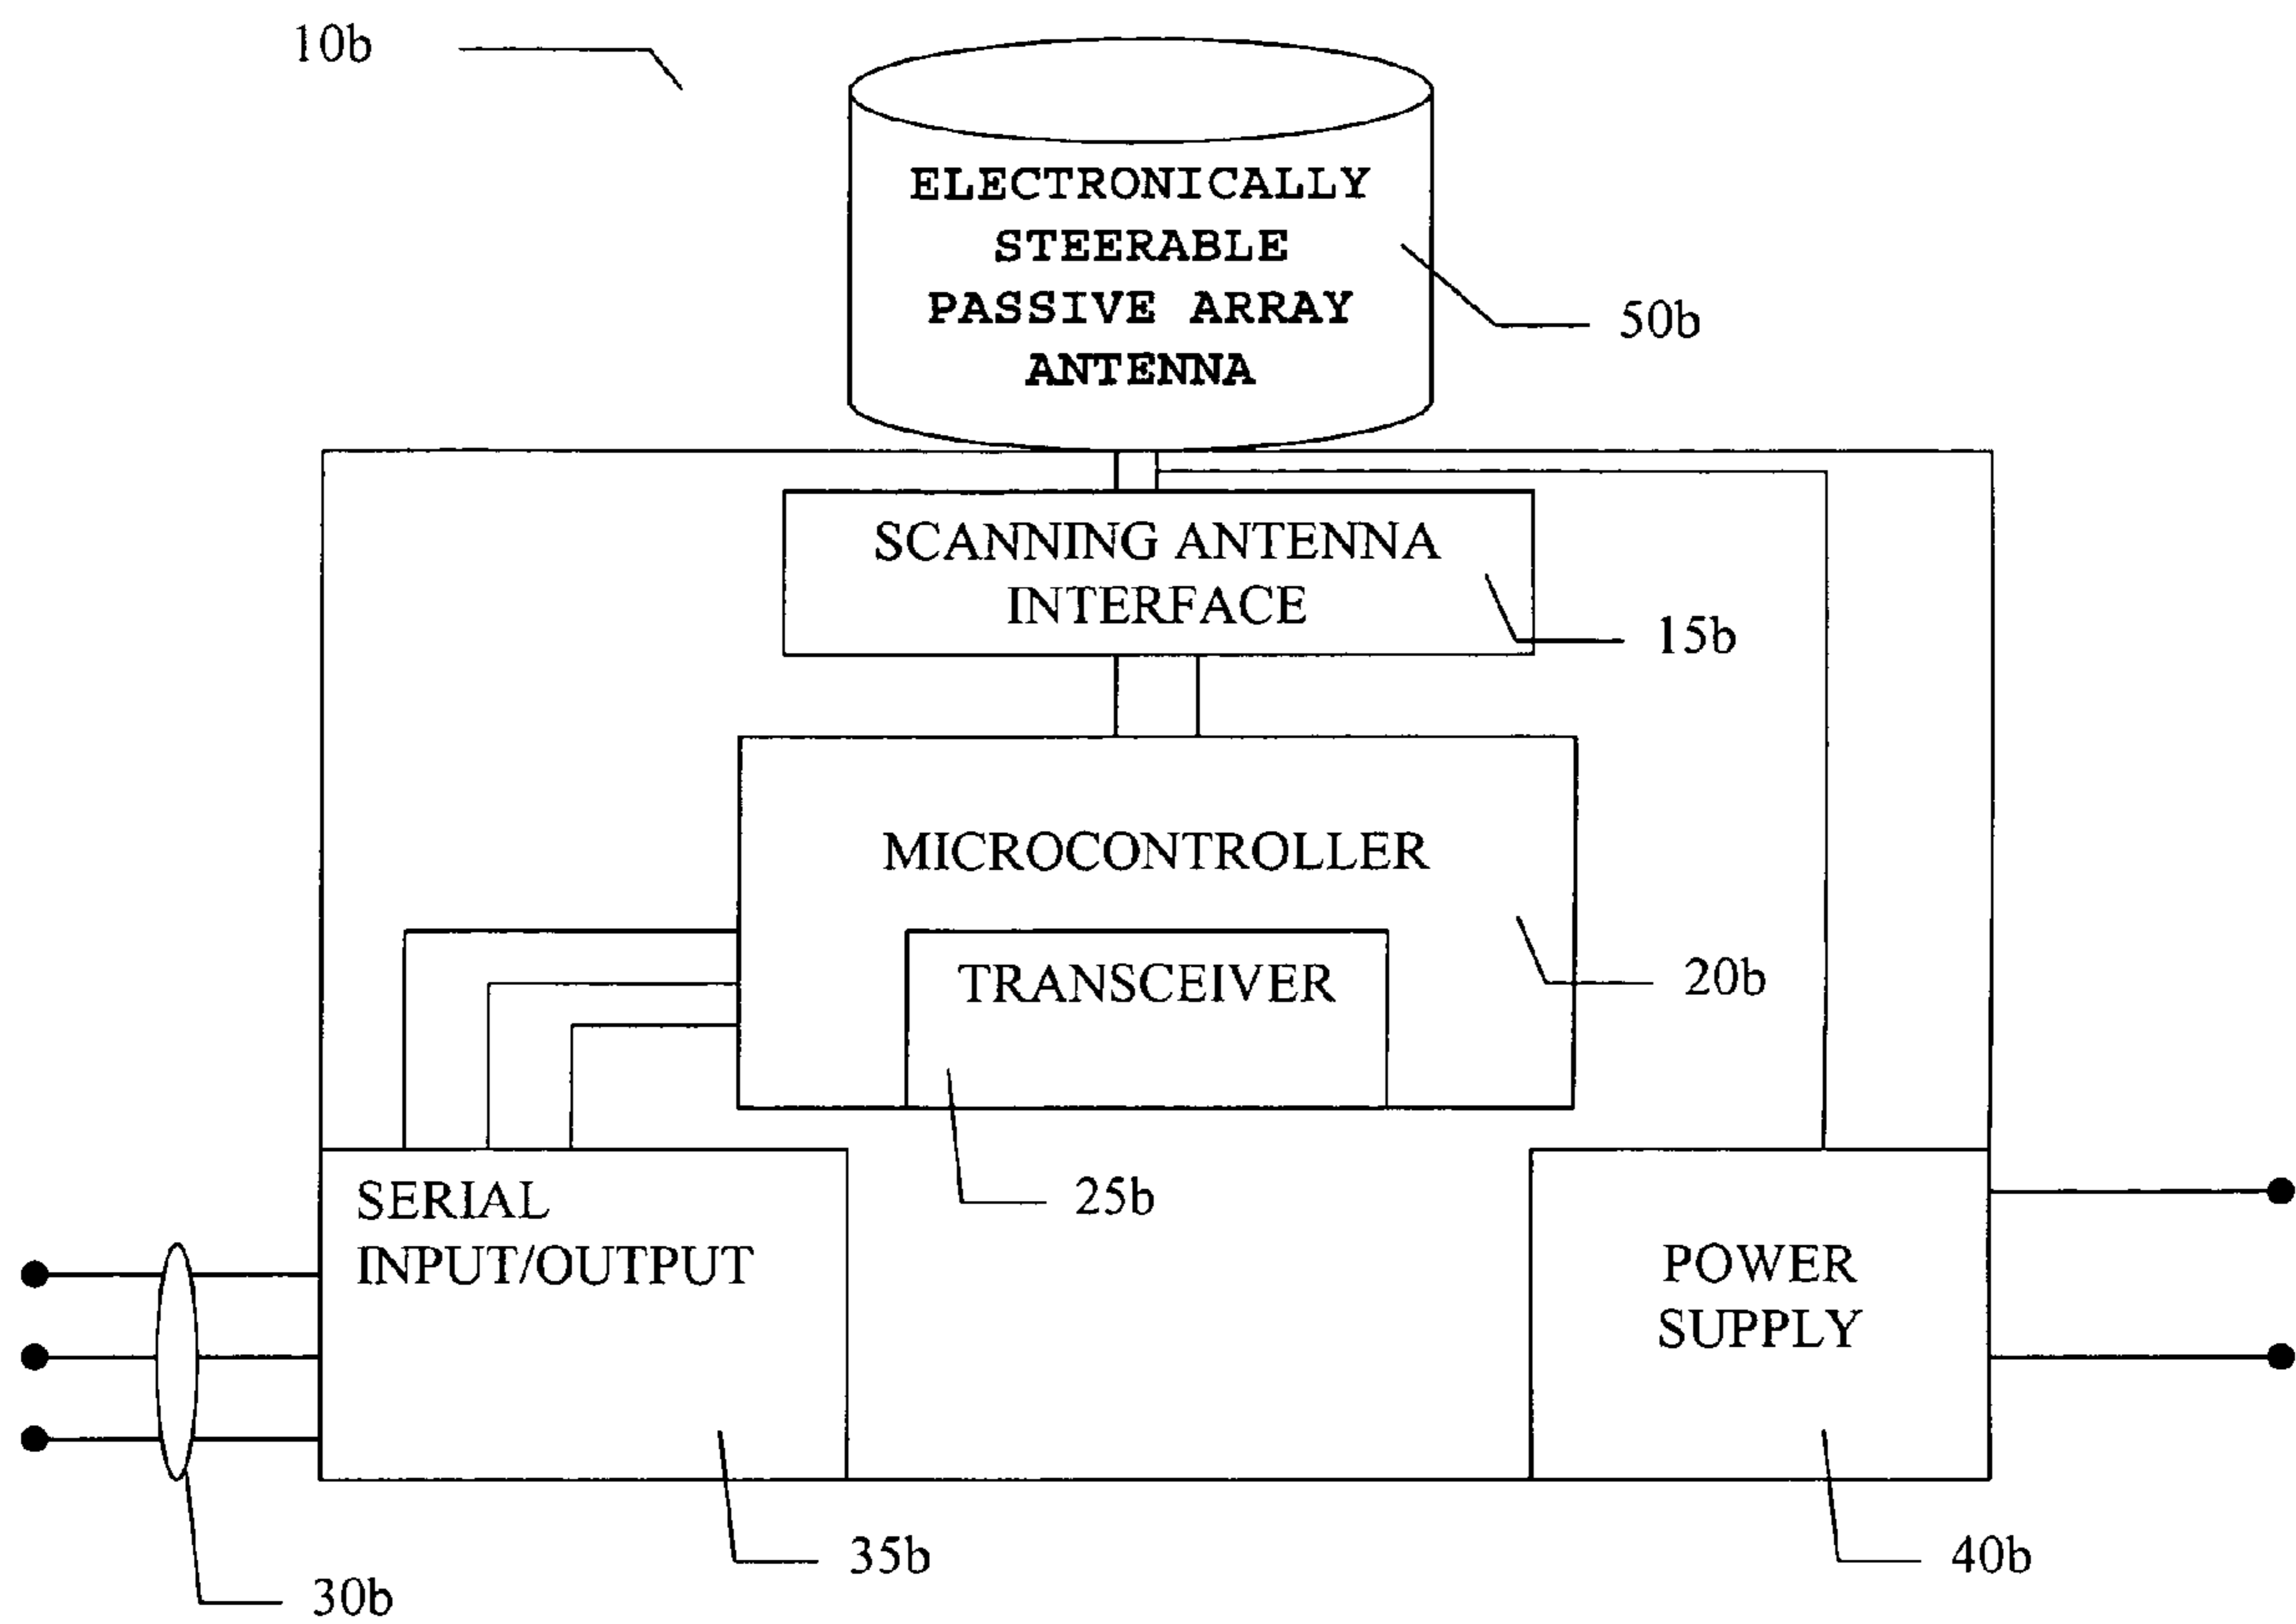 10b
ELECTRONICALLY
STEERABLE
PASSIVE ARRAY
ANTENNA
50b
SCANNING ANTENNA
INTERFACE
15b
MICROCONTROLLER
TRANSCEIVER
20b
25b
SERIAL
INPUT/OUTPUT
POWER
SUPPLY
35b
40b
30b